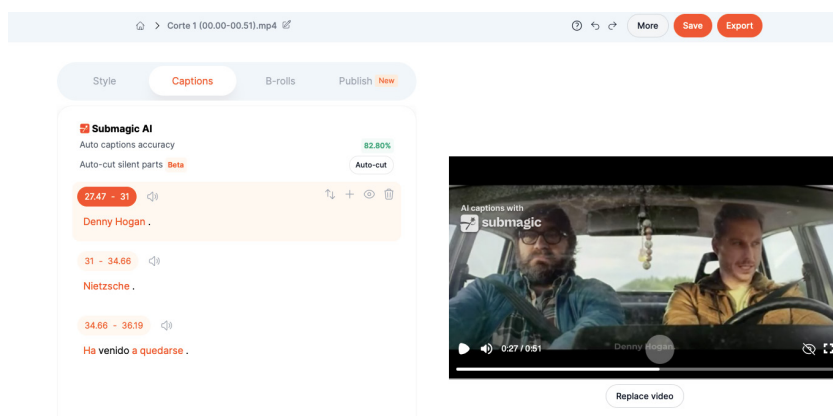 Corte 1 (00.00-00.51).mp4
More
Save
Export
Style
Captions
B-rolls
Publish New
Submagic AI
Auto captions accuracy
82.80%
Auto-cut silent parts Beta
Auto-cut
27.47 - 31
Denny Hogan .
31 - 34.66
Nietzsche .
34.66 - 36.19
Ha venido a quedarse .
AI captions with
submagic
Denny Hogan.
0:27 / 0:51
Replace video